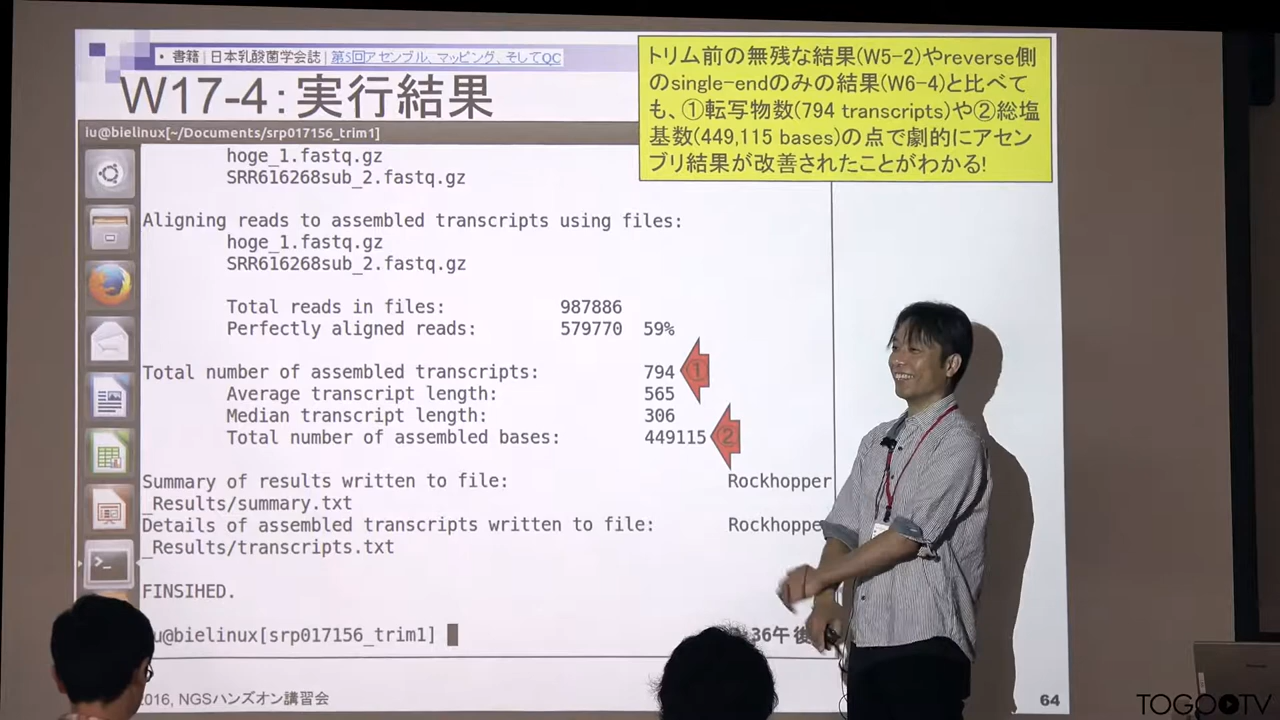 ・書籍 | 日本乳酸菌学会誌 | 第5回アセンブル、マッピング、そしてQC
W17-4：実行結果
トリム前の無残な結果(W5-2)やreverse側
のsingle-endのみの結果(W6-4)と比べて
も、①転写物数(794 transcripts)や②総塩
基数(449,115 bases)の点で劇的にアセン
ブリ結果が改善されたことがわかる!
iu@bielinux[~/Documents/srp017156_trim1]
hoge_1.fastq.gz
SRR616268sub_2.fastq.gz
Aligning reads to assembled transcripts using files:
hoge_1.fastq.gz
SRR616268sub_2.fastq.gz
Total reads in files: 987886
Perfectly aligned reads: 579770 59%
Total number of assembled transcripts: 794 ①
Average transcript length: 565
Median transcript length: 306
Total number of assembled bases: 449115 ②
Summary of results written to file: Rockhopper
_Results/summary.txt
Details of assembled transcripts written to file: Rockhoppe
_Results/transcripts.txt
FINSIHED.
u@bielinux[srp017156_trim1] 36午後
2016, NGSハンズオン講習会 64
TOGOTV